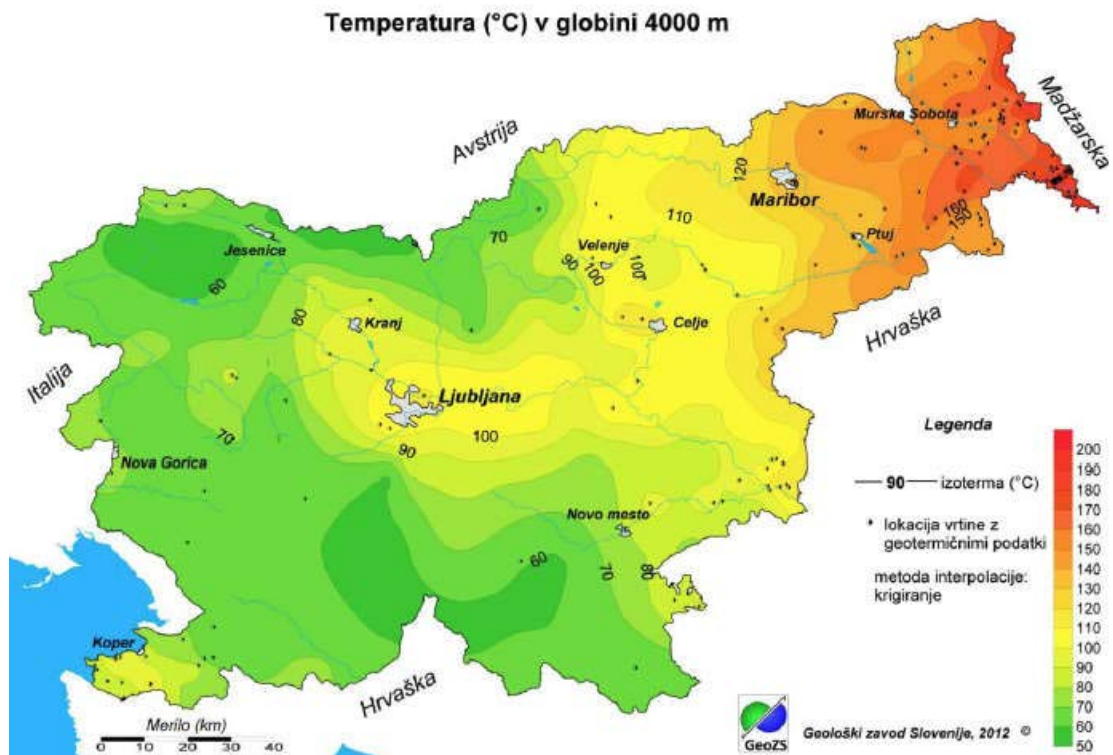 Temperatura (°C) v globini 4000 m
Avstrija
Madžarska
Murska Sobota
120
Maribor
160
150
110
Ptuj
70
Jesenice
Velenje
90
100
100
60
80
Kranj
Celje
Hrvaška
Italija
Ljubljana
70
100
90
Nova Gorica
Novo mesto
60
70
80
Koper
Hrvaška
Merilo (km)
0 10 20 40
Legenda
90 izoterma (°C)
lokacija vrtine z
geotermičnimi podatki
metoda interpolacije:
krigiranje
200
190
180
170
160
150
140
130
120
110
100
90
80
70
60
50
GeoZS
Geološki zavod Slovenije, 2012 ©